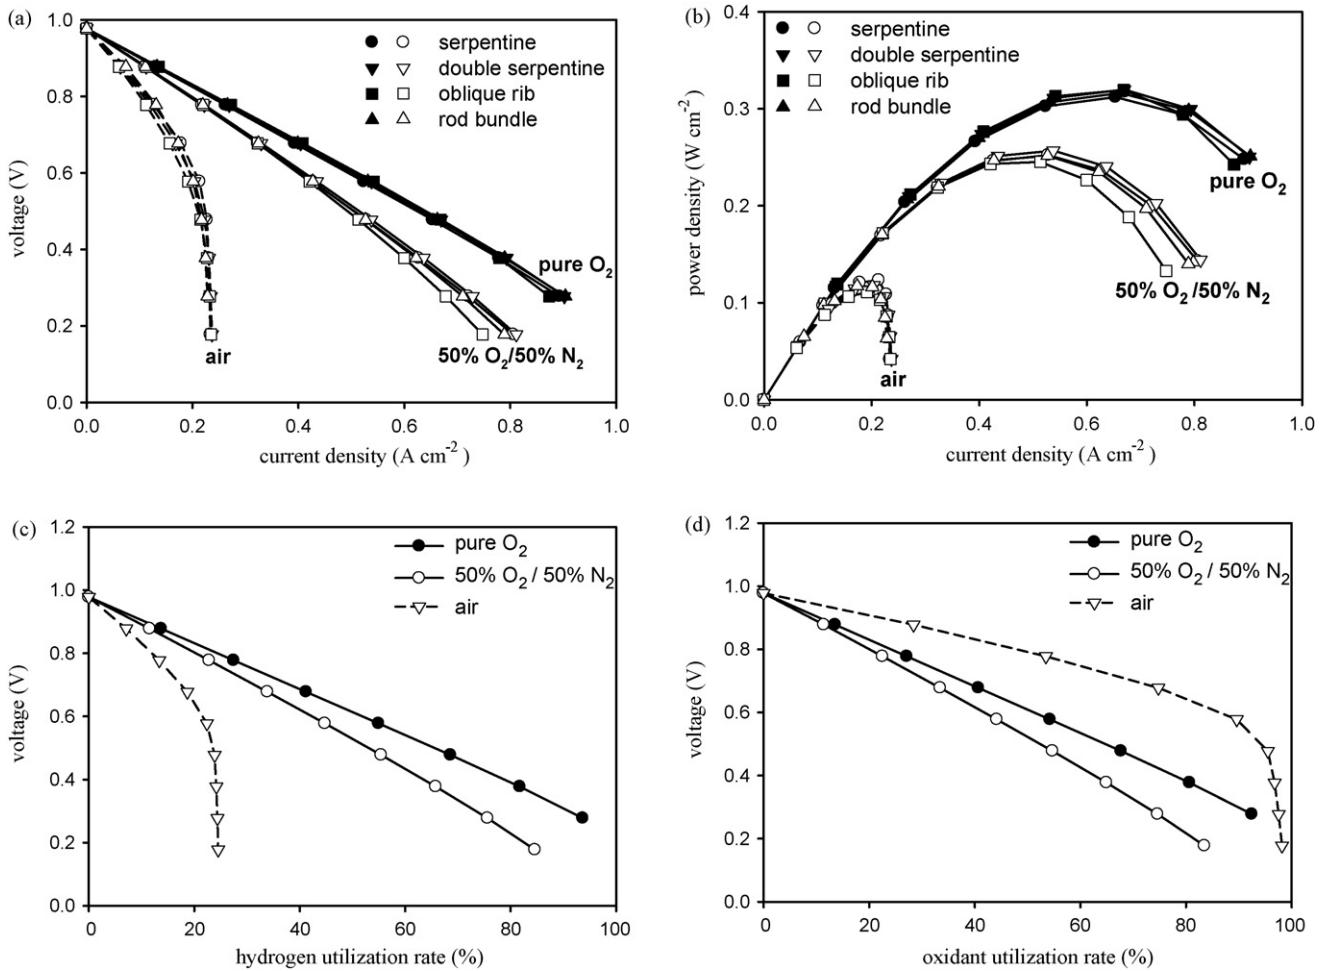 (a)
1.0
0.8
0.6
0.4
0.2
0.0
voltage (V)
serpentine
double serpentine
oblique rib
rod bundle
pure O2
50% O2/50% N2
air
0.0 0.2 0.4 0.6 0.8 1.0
current density (A cm-2 )
(b)
0.4
0.3
0.2
0.1
0.0
power density (W cm-2)
serpentine
double serpentine
oblique rib
rod bundle
pure O2
50% O2 /50% N2
air
0.0 0.2 0.4 0.6 0.8 1.0
current density (A cm-2 )
(c)
1.2
1.0
0.8
0.6
0.4
0.2
0.0
voltage (V)
pure O2
50% O2 / 50% N2
air
0 20 40 60 80 100
hydrogen utilization rate (%)
(d)
1.2
1.0
0.8
0.6
0.4
0.2
0.0
voltage (V)
pure O2
50% O2 / 50% N2
air
0 20 40 60 80 100
oxidant utilization rate (%)